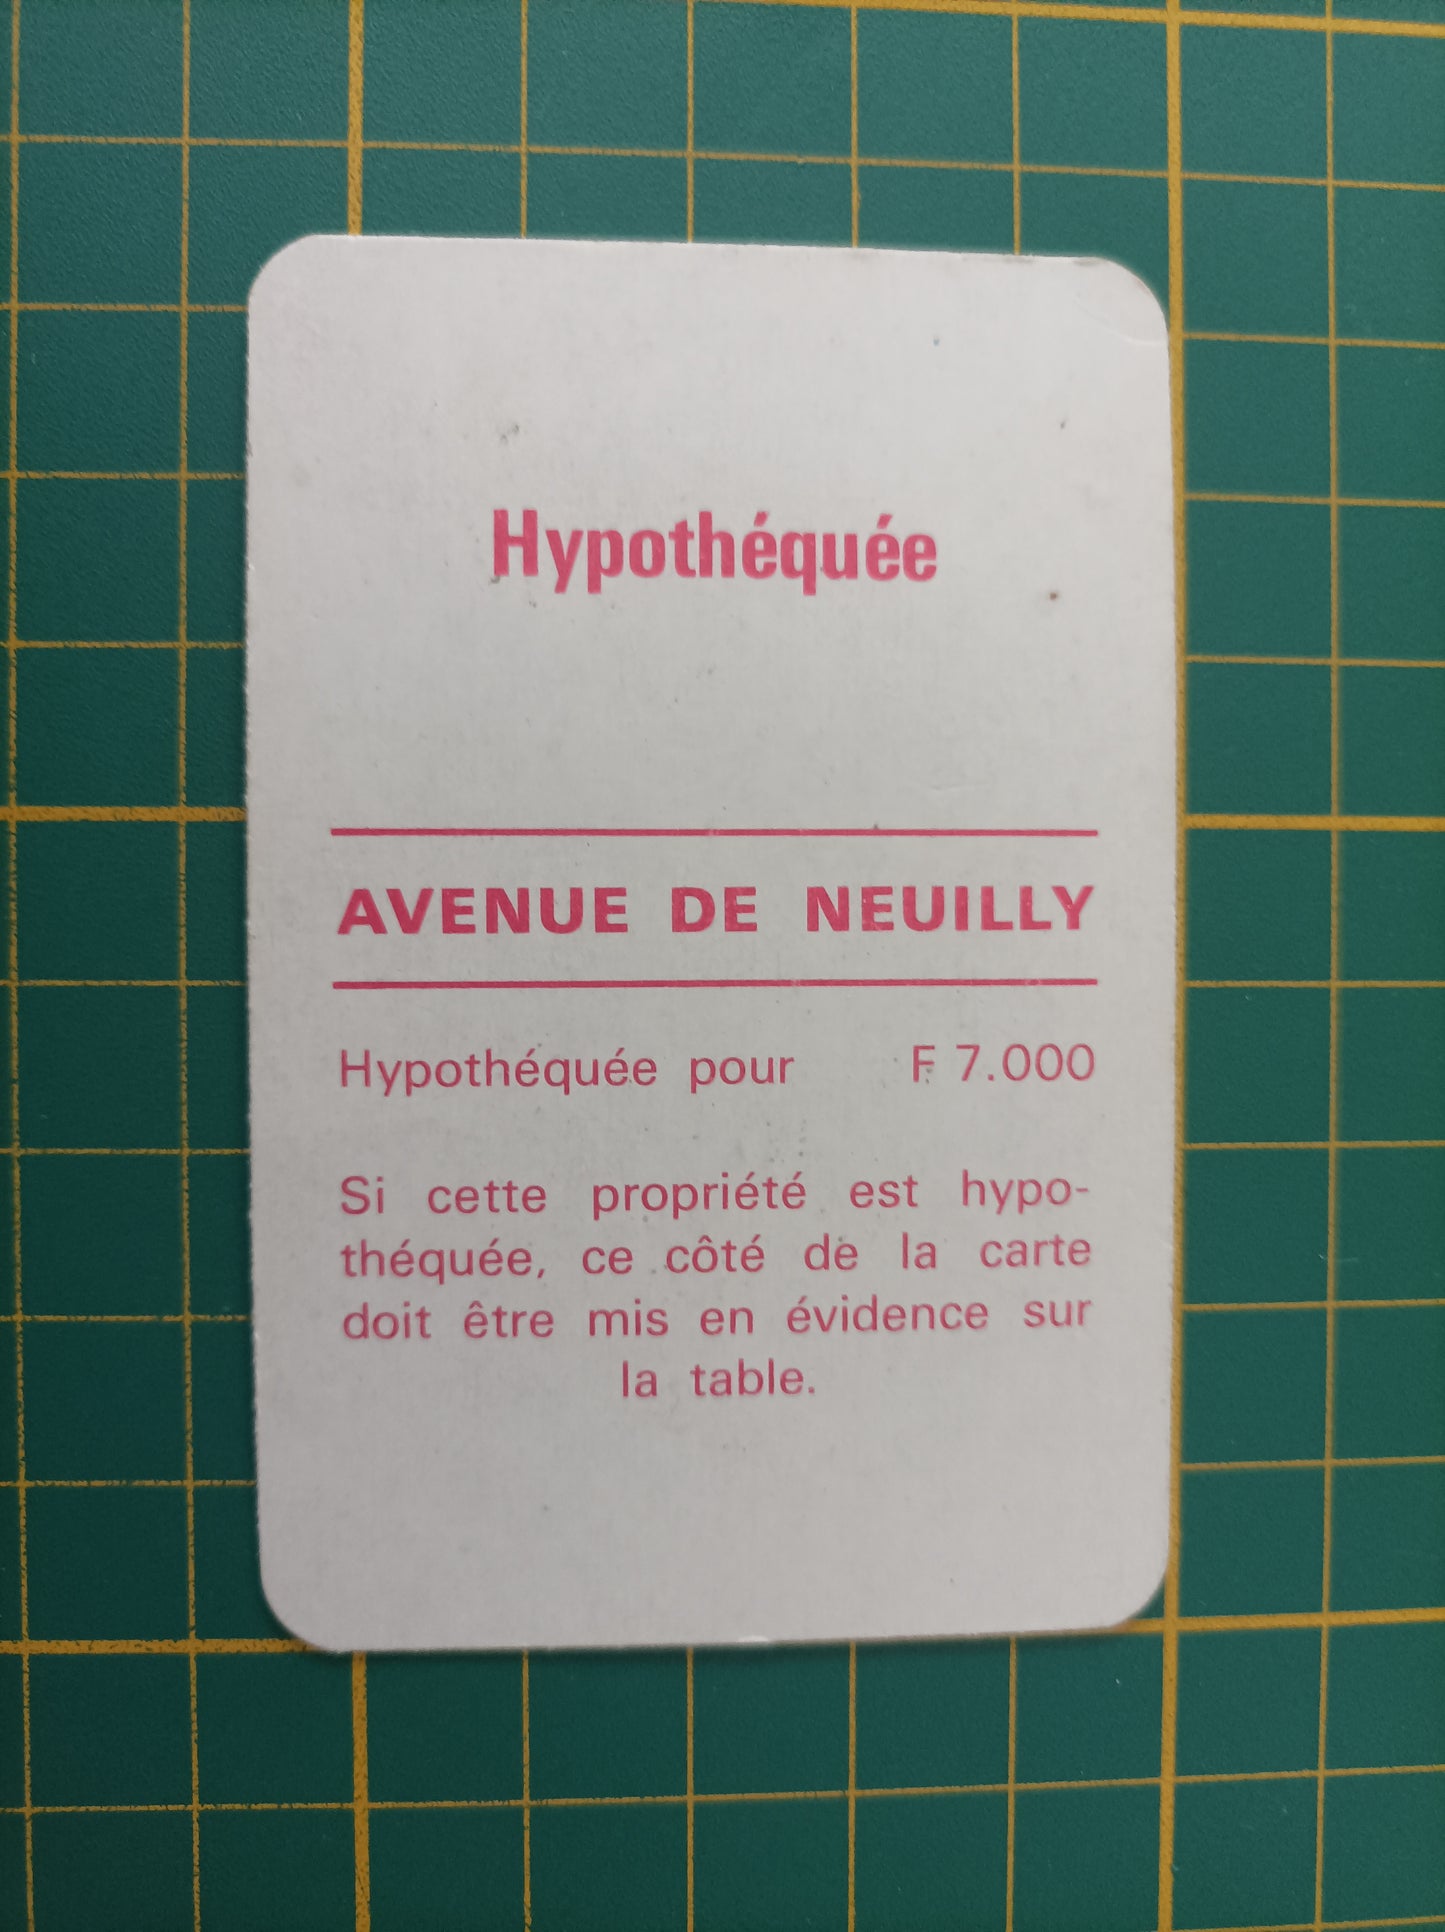 Hypothéquée
AVENUE DE NEUILLY
Hypothéquée pour F 7.000
Si cette propriété est hypo-
théquée, ce côté de la carte
doit être mis en évidence sur
la table.